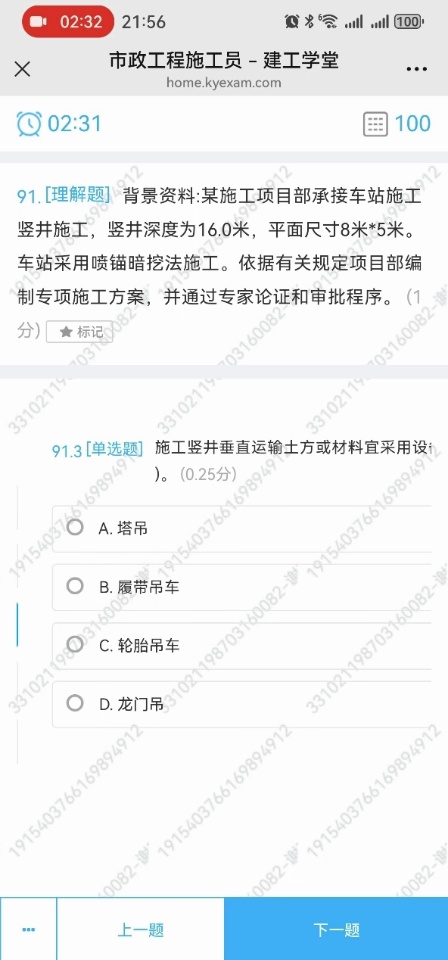 02:32 21:56 100
市政工程施工员 – 建工学堂
home.kyexam.com
02:31 100
91.[理解题] 背景资料:某施工项目部承接车站施工
竖井施工，竖井深度为16.0米，平面尺寸8米*5米。
车站采用喷锚暗挖法施工。依据有关规定项目部编
制专项施工方案，并通过专家论证和审批程序。（1
分） ★ 标记
91.3 [单选题] 施工竖井垂直运输土方或材料宜采用设
)。（0.25分）
A. 塔吊
B. 履带吊车
C. 轮胎吊车
D. 龙门吊
上一题 下一题